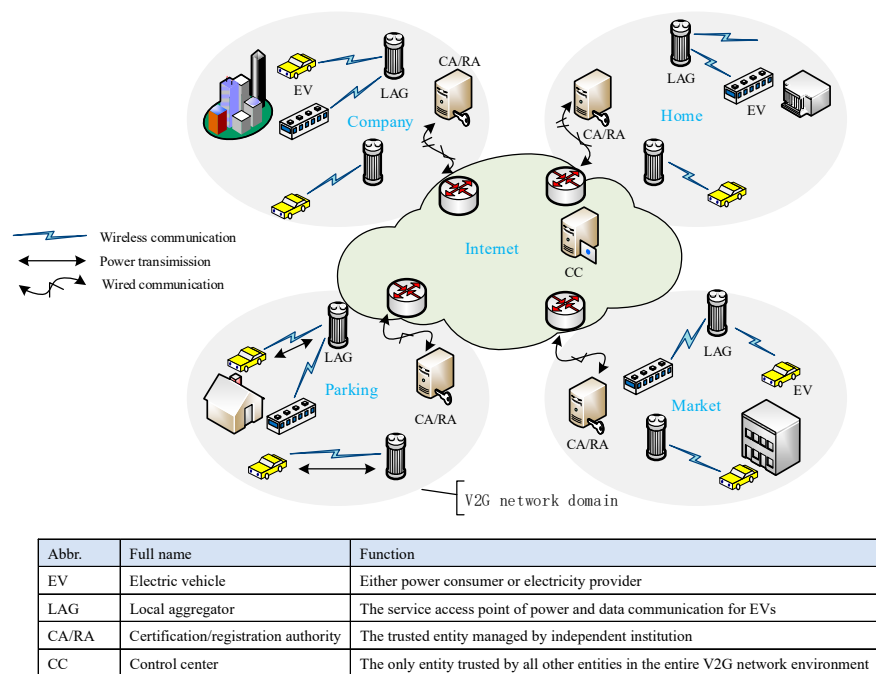 CA/RA
EV
LAG
Company
LAG
CA/RA
Home
EV
Wireless communication
Power transimission
Wired communication
Internet
CC
LAG
Parking
CA/RA
LAG
EV
Market
CA/RA
V2G network domain
Abbr. Full name Function
EV Electric vehicle Either power consumer or electricity provider
LAG Local aggregator The service access point of power and data communication for EVs
CA/RA Certification/registration authority The trusted entity managed by independent institution
CC Control center The only entity trusted by all other entities in the entire V2G network environment